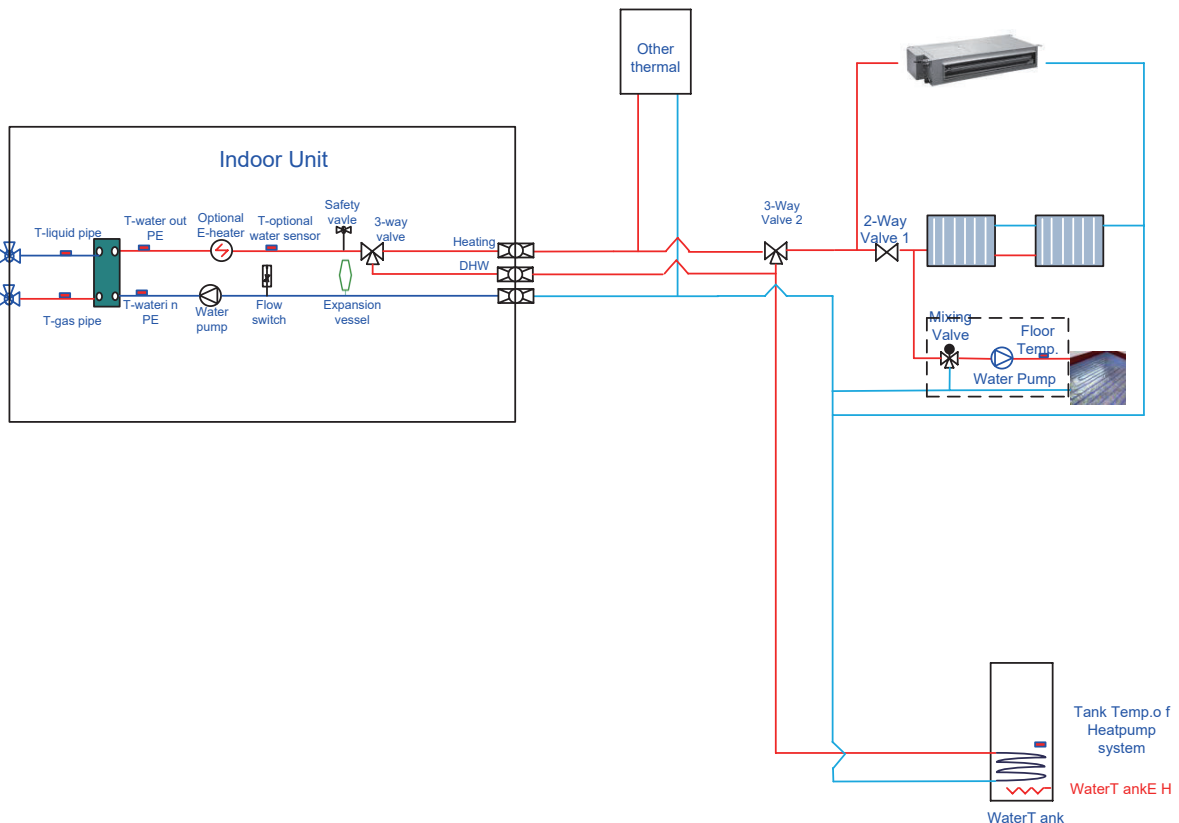 Other
thermal
Indoor Unit
T-liquid pipe
T-water out
PE
Optional
E-heater
T-optional
water sensor
Safety
vavle
3-way
valve
Heating
DHW
T-gas pipe
T-wateri n
PE
Water
pump
Flow
switch
Expansion
vessel
3-Way
Valve 2
2-Way
Valve 1
Mixing
Valve
Floor
Temp.
Water Pump
Tank Temp.o f
Heatpump
system
WaterT ankE H
WaterT ank